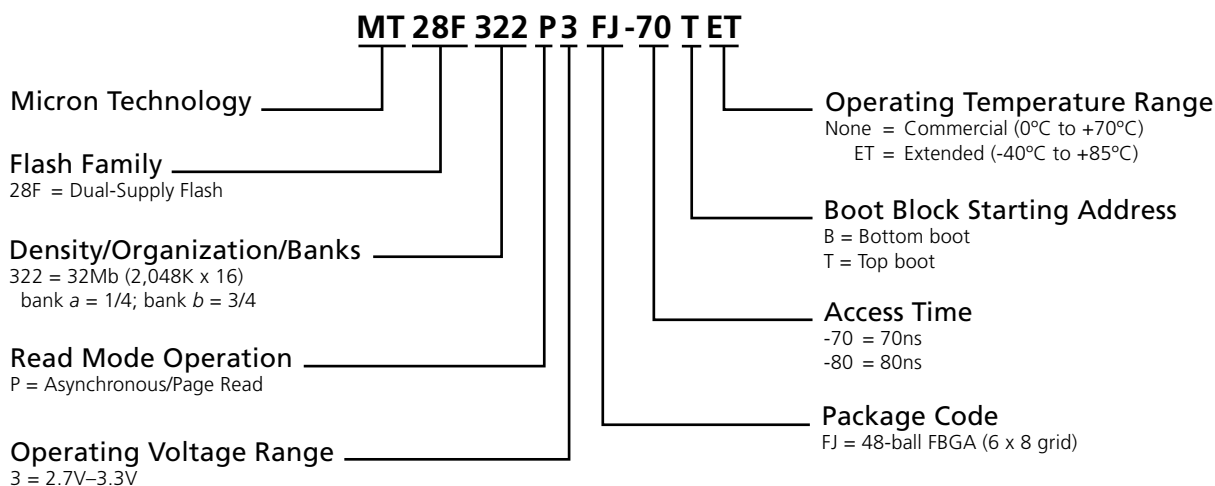 MT 28F 322 P 3 FJ -70 T ET
Micron Technology
Flash Family
28F = Dual-Supply Flash
Density/Organization/Banks
322 = 32Mb (2,048K x 16)
bank a = 1/4; bank b = 3/4
Read Mode Operation
P = Asynchronous/Page Read
Operating Voltage Range
3 = 2.7V–3.3V
Operating Temperature Range
None = Commercial (0ºC to +70ºC)
ET = Extended (-40ºC to +85ºC)
Boot Block Starting Address
B = Bottom boot
T = Top boot
Access Time
-70 = 70ns
-80 = 80ns
Package Code
FJ = 48-ball FBGA (6 x 8 grid)